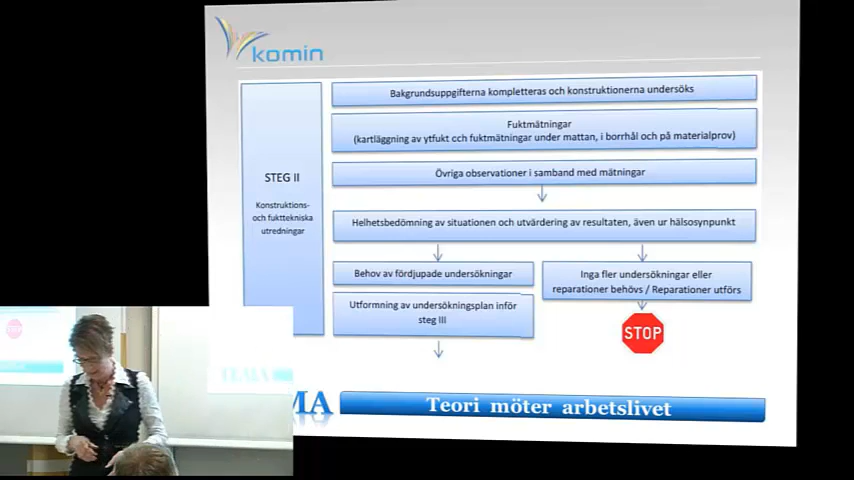 komin
Bakgrundsuppgifterna kompletteras och konstruktionerna undersöks
Fuktmätningar
(kartläggning av ytfukt och fuktmätningar under mattan, i borrhål och på materialprov)
STEG II
Övriga observationer i samband med mätningar
Konstruktions-
och fukttekniska
utredningar
Helhetsbedömning av situationen och utvärdering av resultaten, även ur hälsosynpunkt
Behov av fördjupade undersökningar
Inga fler undersökningar eller
reparationer behövs / Reparationer utförs
Utformning av undersökningsplan inför
steg III
STOP
TEMA
MA
Teori möter arbetslivet